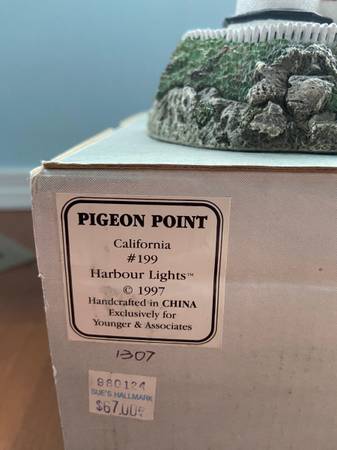 PIGEON POINT
California
#199
Harbour Lights™
© 1997
Handcrafted in CHINA
Exclusively for
Younger & Associates
1307
980124
SUE'S HALLMARK
$67.00